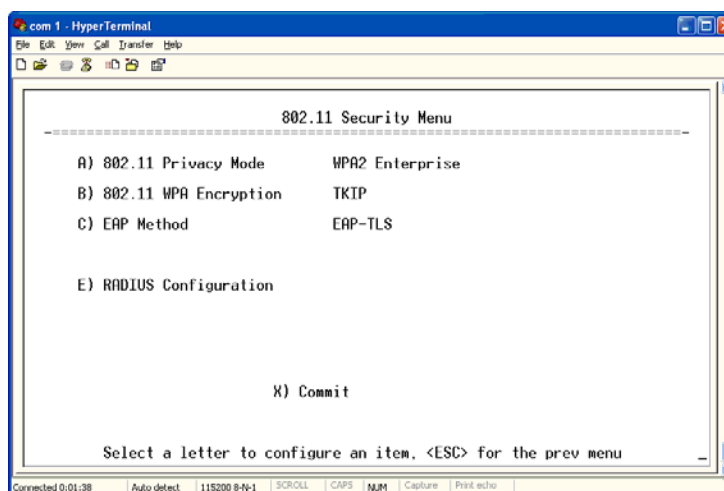 com 1 - HyperTerminal
File Edit View Call Transfer Help
802.11 Security Menu
-==========================================================================-
A) 802.11 Privacy Mode WPA2 Enterprise
B) 802.11 WPA Encryption TKIP
C) EAP Method EAP-TLS
E) RADIUS Configuration
X) Commit
Select a letter to configure an item, <ESC> for the prev menu _
Connected 0:01:38 Auto detect 115200 8-N-1 SCROLL CAPS NUM Capture Print echo